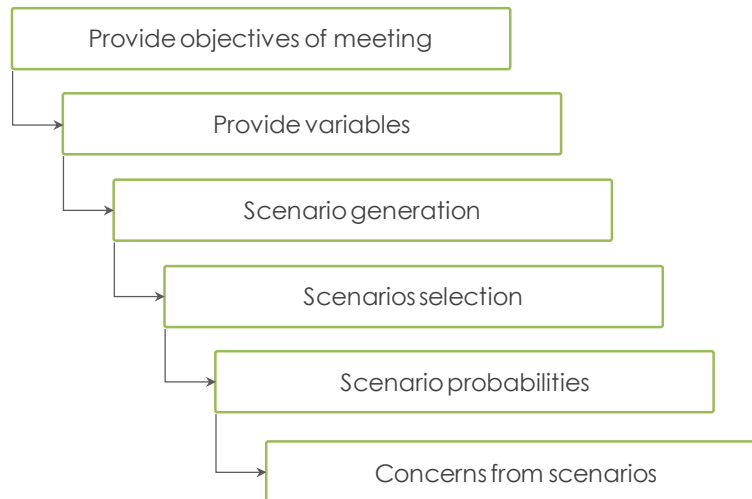 Provide objectives of meeting
Provide variables
Scenario generation
Scenarios selection
Scenario probabilities
Concerns from scenarios